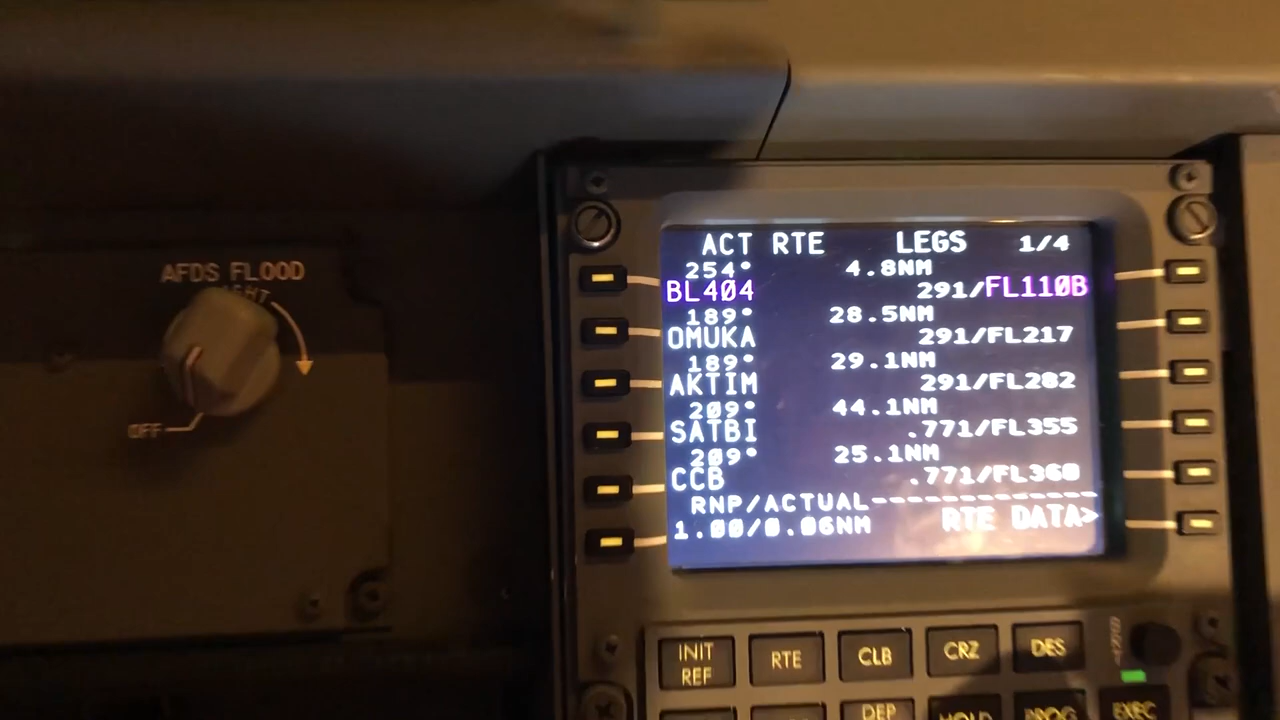 AFDS FLOOD
LIGHT
OFF
ACT RTE LEGS 1/4
254° 4.8NM
BL404 291/FL110B
189° 28.5NM
OMUKA 291/FL217
189° 29.1NM
AKTIM 291/FL282
209° 44.1NM
SATBI .771/FL355
209° 25.1NM
CCB .771/FL360
RNP/ACTUAL-------------
1.00/0.06NM RTE DATA>
INIT REF
RTE
CLB
CRZ
DES
BRT
DEP
HOLD
PROG
EXEC